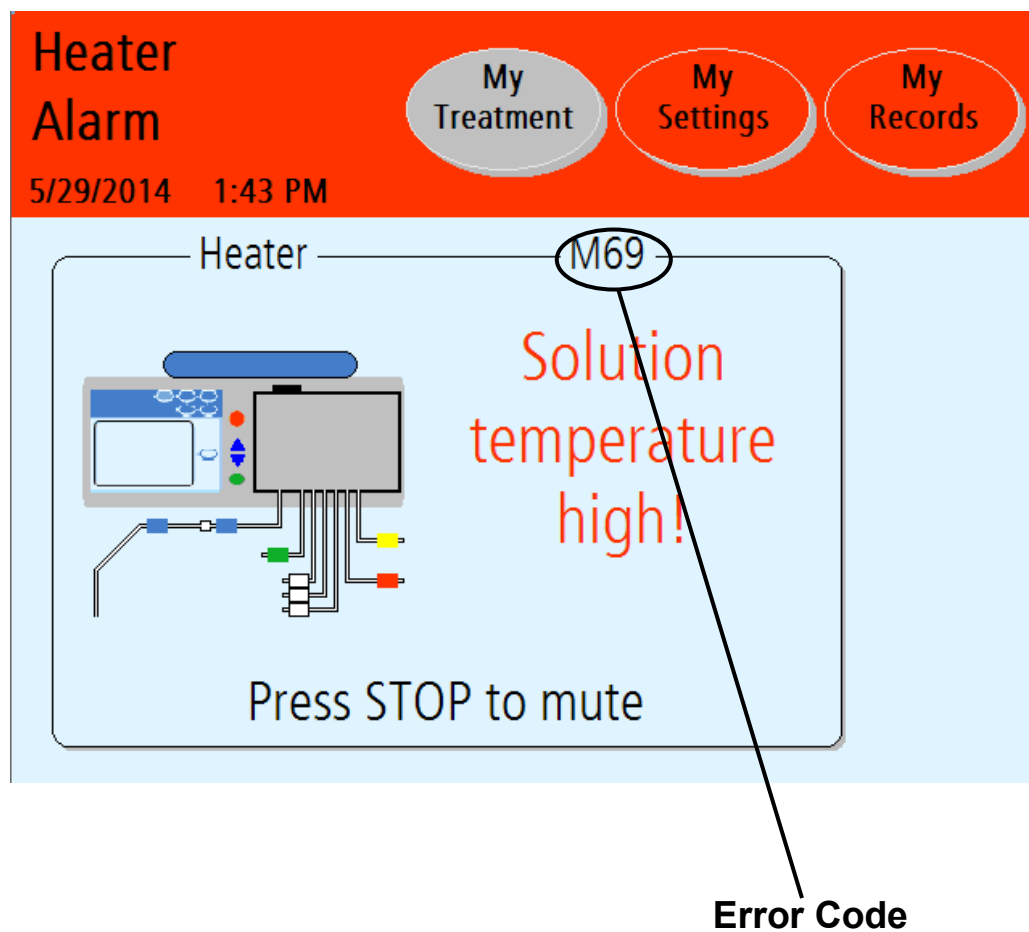 Heater
Alarm
5/29/2014 1:43 PM
My
Treatment
My
Settings
My
Records
Heater
M69
Solution
temperature
high!
Press STOP to mute
Error Code